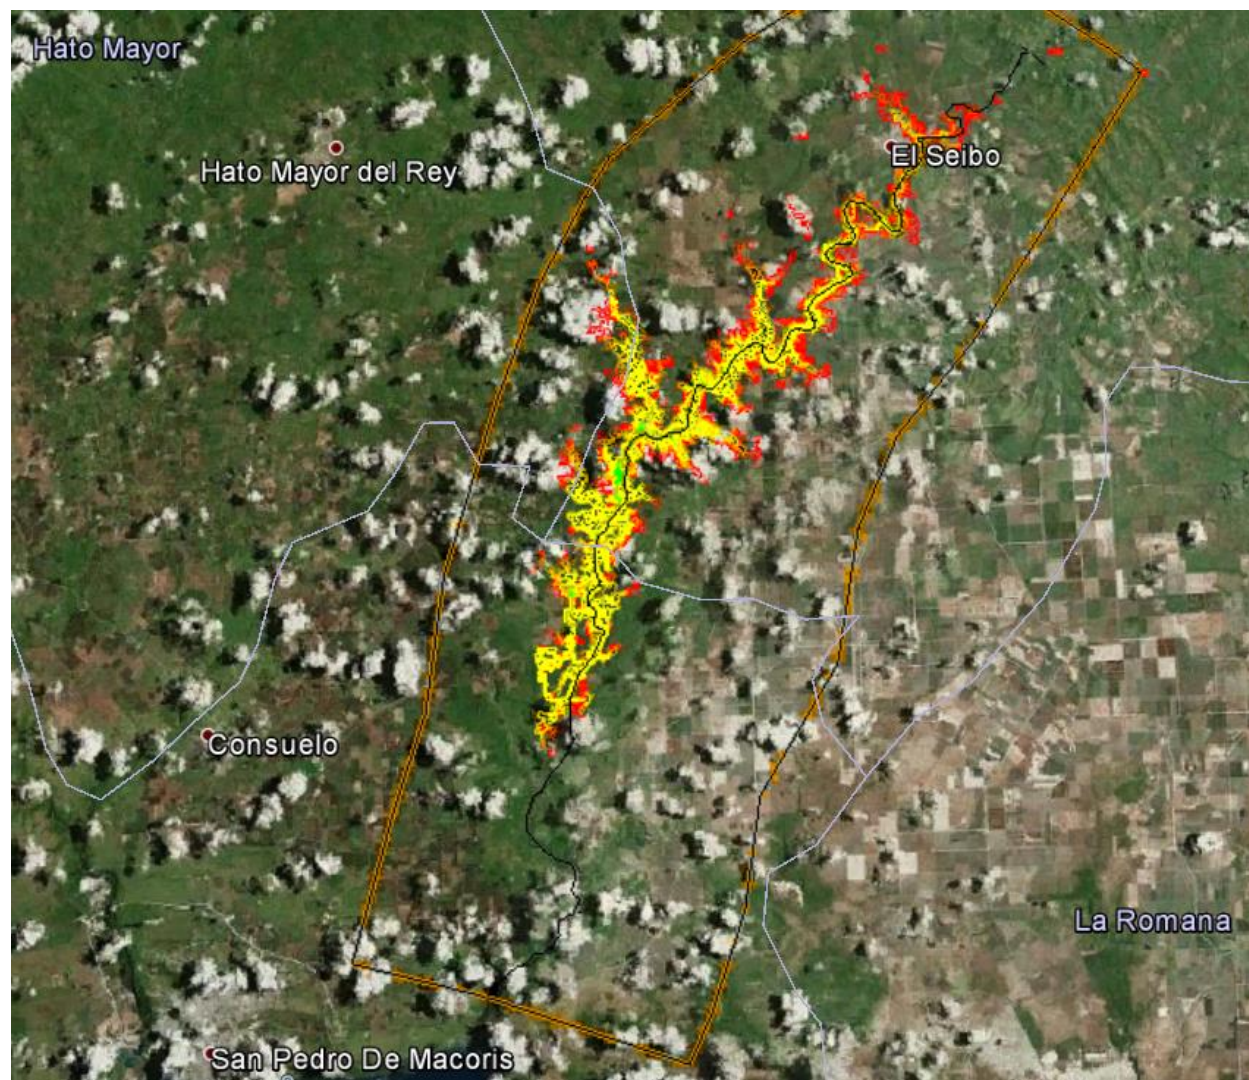 Hato Mayor
Hato Mayor del Rey
El Seibo
Consuelo
La Romana
San Pedro De Macoris